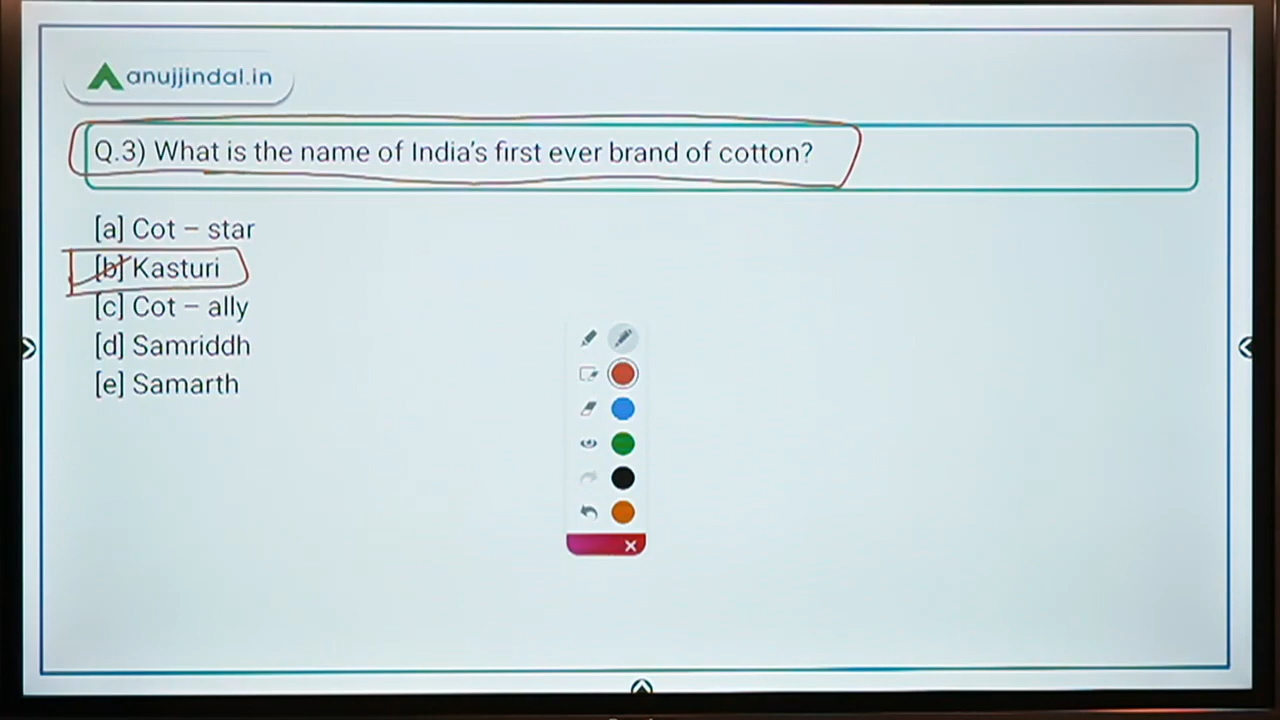 anujjindal.in
Q.3) What is the name of India's first ever brand of cotton?
[a] Cot – star
[b] Kasturi
[c] Cot – ally
[d] Samriddh
[e] Samarth